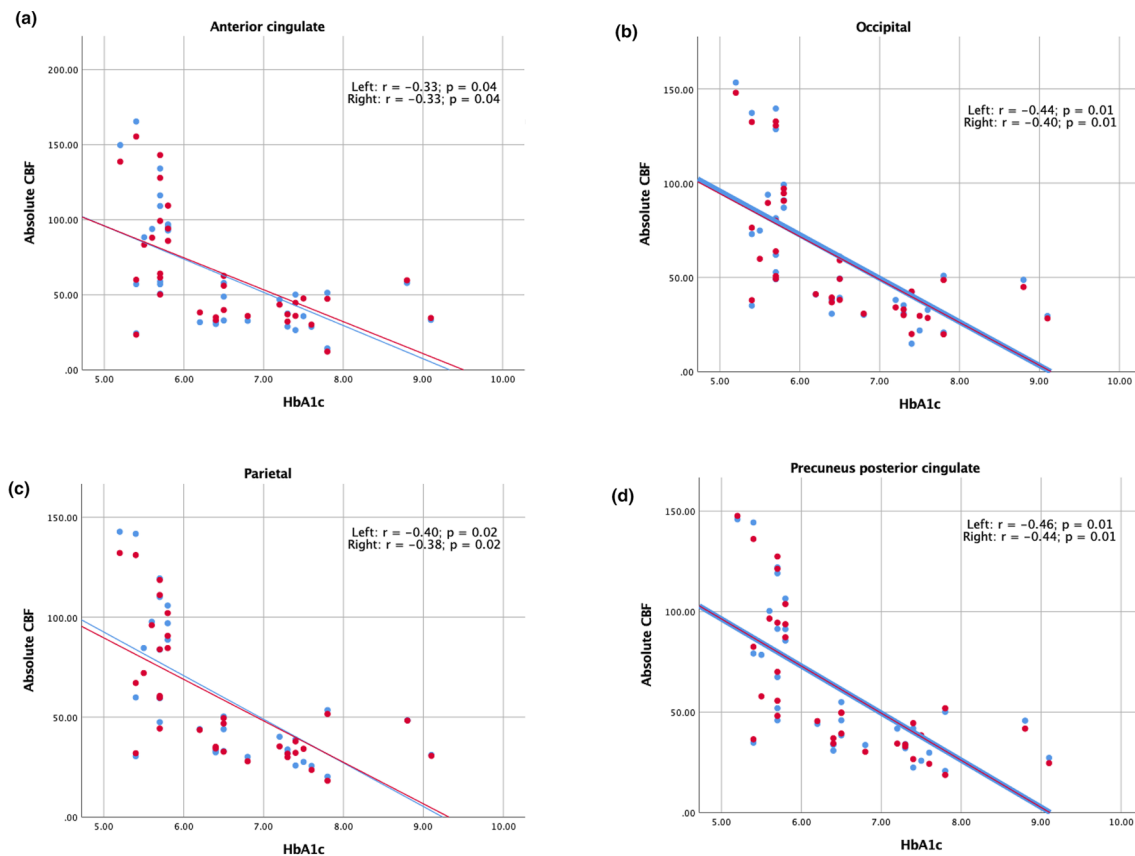 (a)
Anterior cingulate
200.00
Left: r = −0.33; p = 0.04
Right: r = −0.33; p = 0.04
150.00
Absolute CBF
100.00
50.00
.00
5.00 6.00 7.00 8.00 9.00 10.00
HbA1c
(b)
Occipital
150.00
Left: r = −0.44; p = 0.01
Right: r = −0.40; p = 0.01
Absolute CBF
100.00
50.00
.00
5.00 6.00 7.00 8.00 9.00 10.00
HbA1c
(c)
Parietal
150.00
Left: r = −0.40; p = 0.02
Right: r = −0.38; p = 0.02
Absolute CBF
100.00
50.00
.00
5.00 6.00 7.00 8.00 9.00 10.00
HbA1c
(d)
Precuneus posterior cingulate
150.00
Left: r = −0.46; p = 0.01
Right: r = −0.44; p = 0.01
Absolute CBF
100.00
50.00
.00
5.00 6.00 7.00 8.00 9.00 10.00
HbA1c